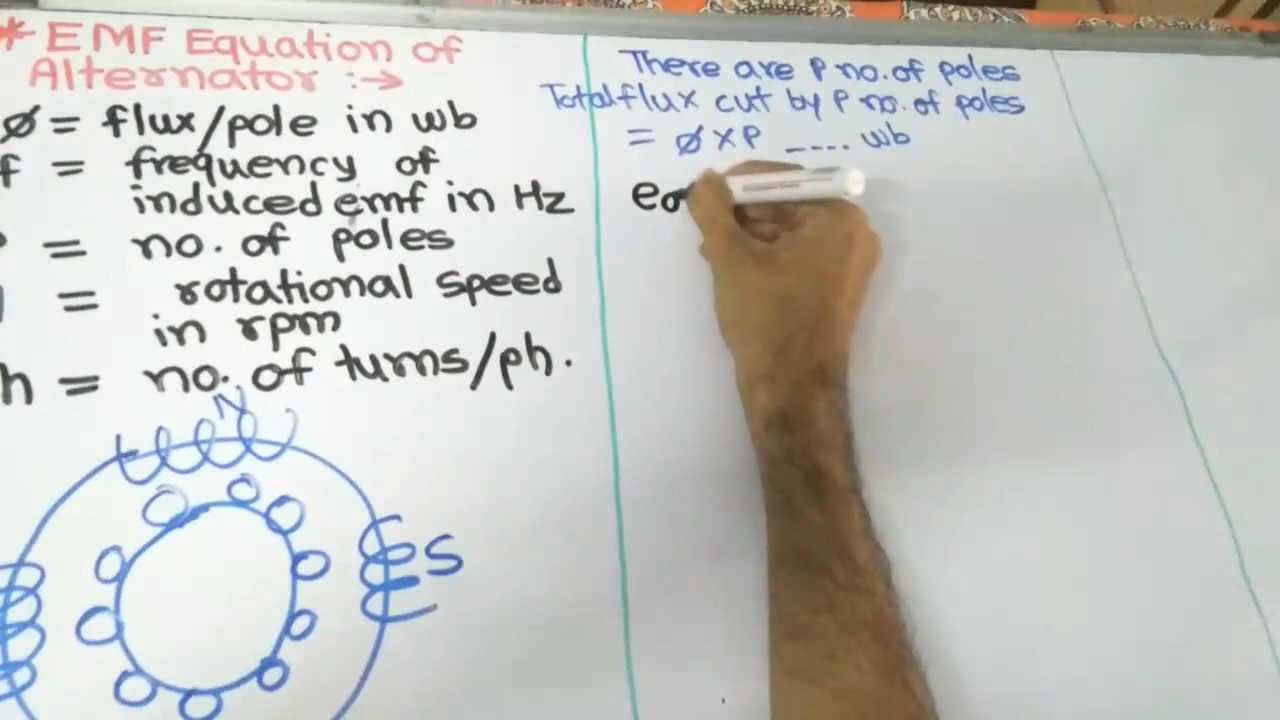 * EMF Equation of
Alternator :→
ø = flux/pole in wb
f = frequency of
induced emf in Hz
= no. of poles
= rotational speed
in rpm
h = no. of turns/ph.
N
S
There are P no. of poles
Total flux cut by P no. of poles
= ø x P ---- wb